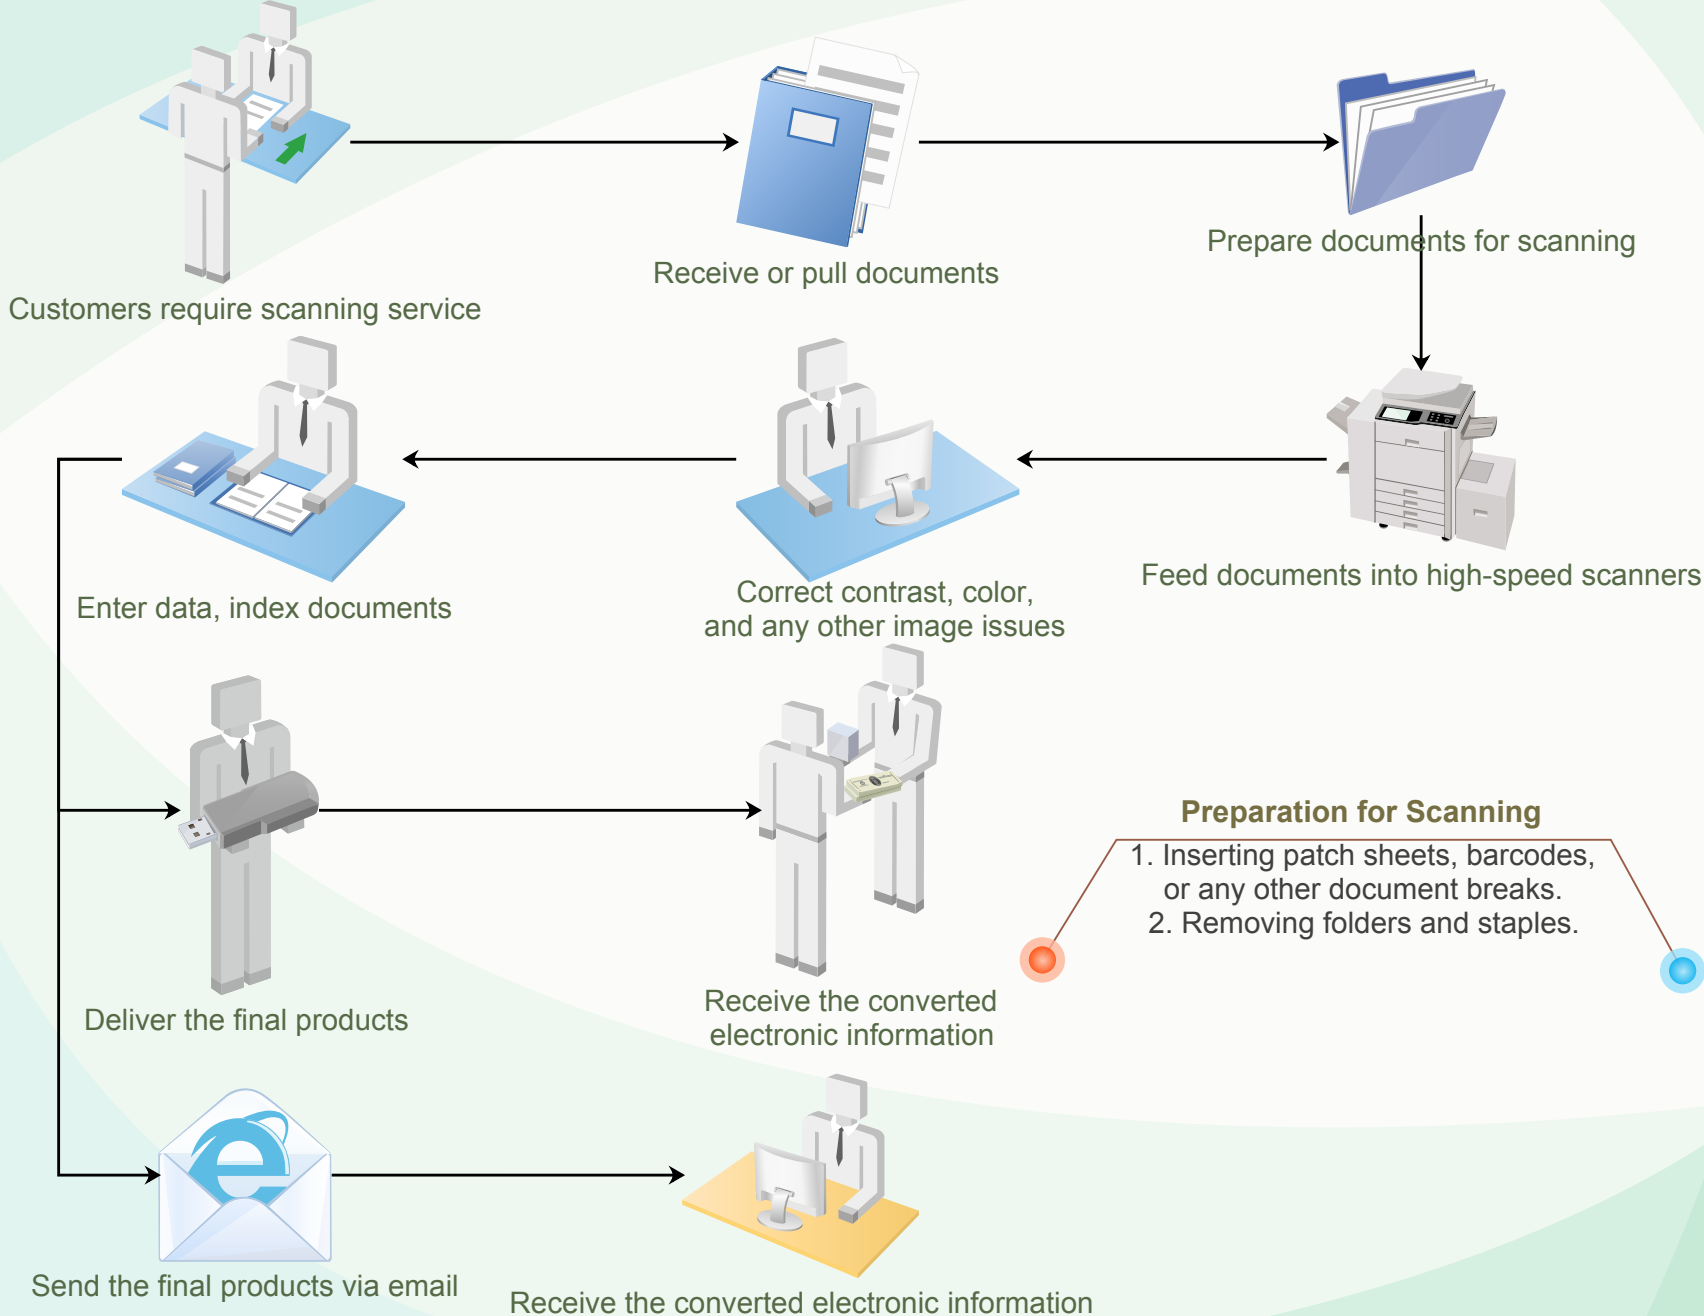 Customers require scanning service
Receive or pull documents
Prepare documents for scanning
Enter data, index documents
Correct contrast, color,
and any other image issues
Feed documents into high-speed scanners
Deliver the final products
Receive the converted
electronic information
Preparation for Scanning
1. Inserting patch sheets, barcodes,
or any other document breaks.
2. Removing folders and staples.
Send the final products via email
Receive the converted electronic information